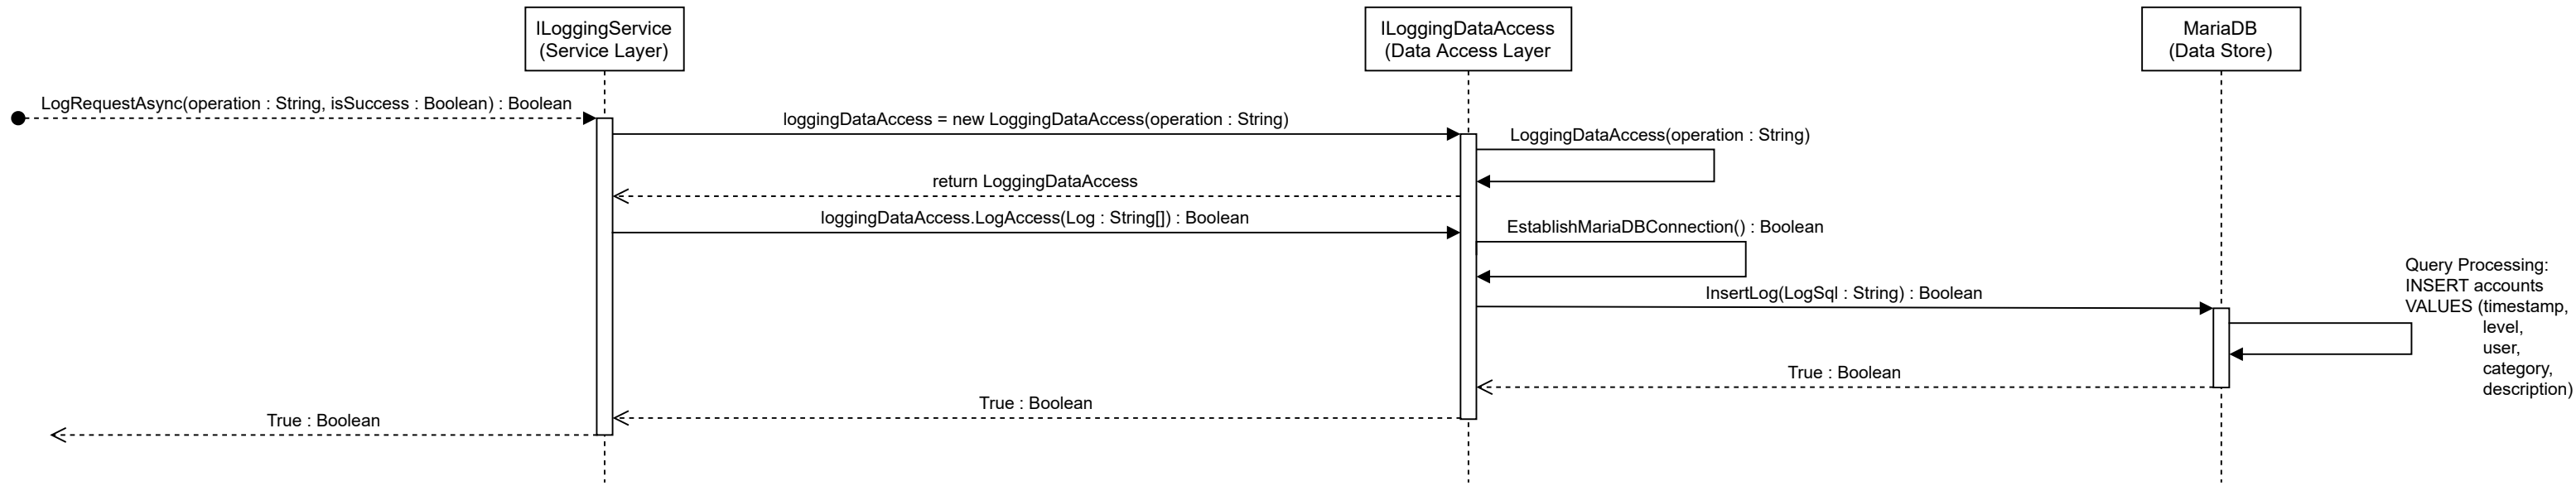 ILoggingService
(Service Layer)
ILoggingDataAccess
(Data Access Layer
MariaDB
(Data Store)
LogRequestAsync(operation : String, isSuccess : Boolean) : Boolean
loggingDataAccess = new LoggingDataAccess(operation : String)
LoggingDataAccess(operation : String)
return LoggingDataAccess
loggingDataAccess.LogAccess(Log : String[]) : Boolean
EstablishMariaDBConnection() : Boolean
InsertLog(LogSql : String) : Boolean
Query Processing:
INSERT accounts
VALUES (timestamp,
level,
user,
category,
description)
True : Boolean
True : Boolean
True : Boolean